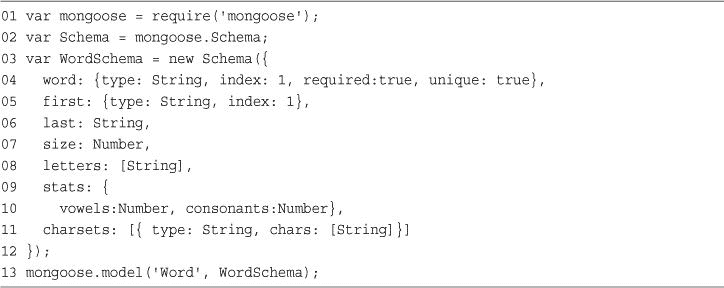 01 var mongoose = require('mongoose');
02 var Schema = mongoose.Schema;
03 var WordSchema = new Schema({
04   word: {type: String, index: 1, required:true, unique: true},
05   first: {type: String, index: 1},
06   last: String,
07   size: Number,
08   letters: [String],
09   stats: {
10     vowels:Number, consonants:Number},
11   charsets: [{ type: String, chars: [String]}]
12 });
13 mongoose.model('Word', WordSchema);